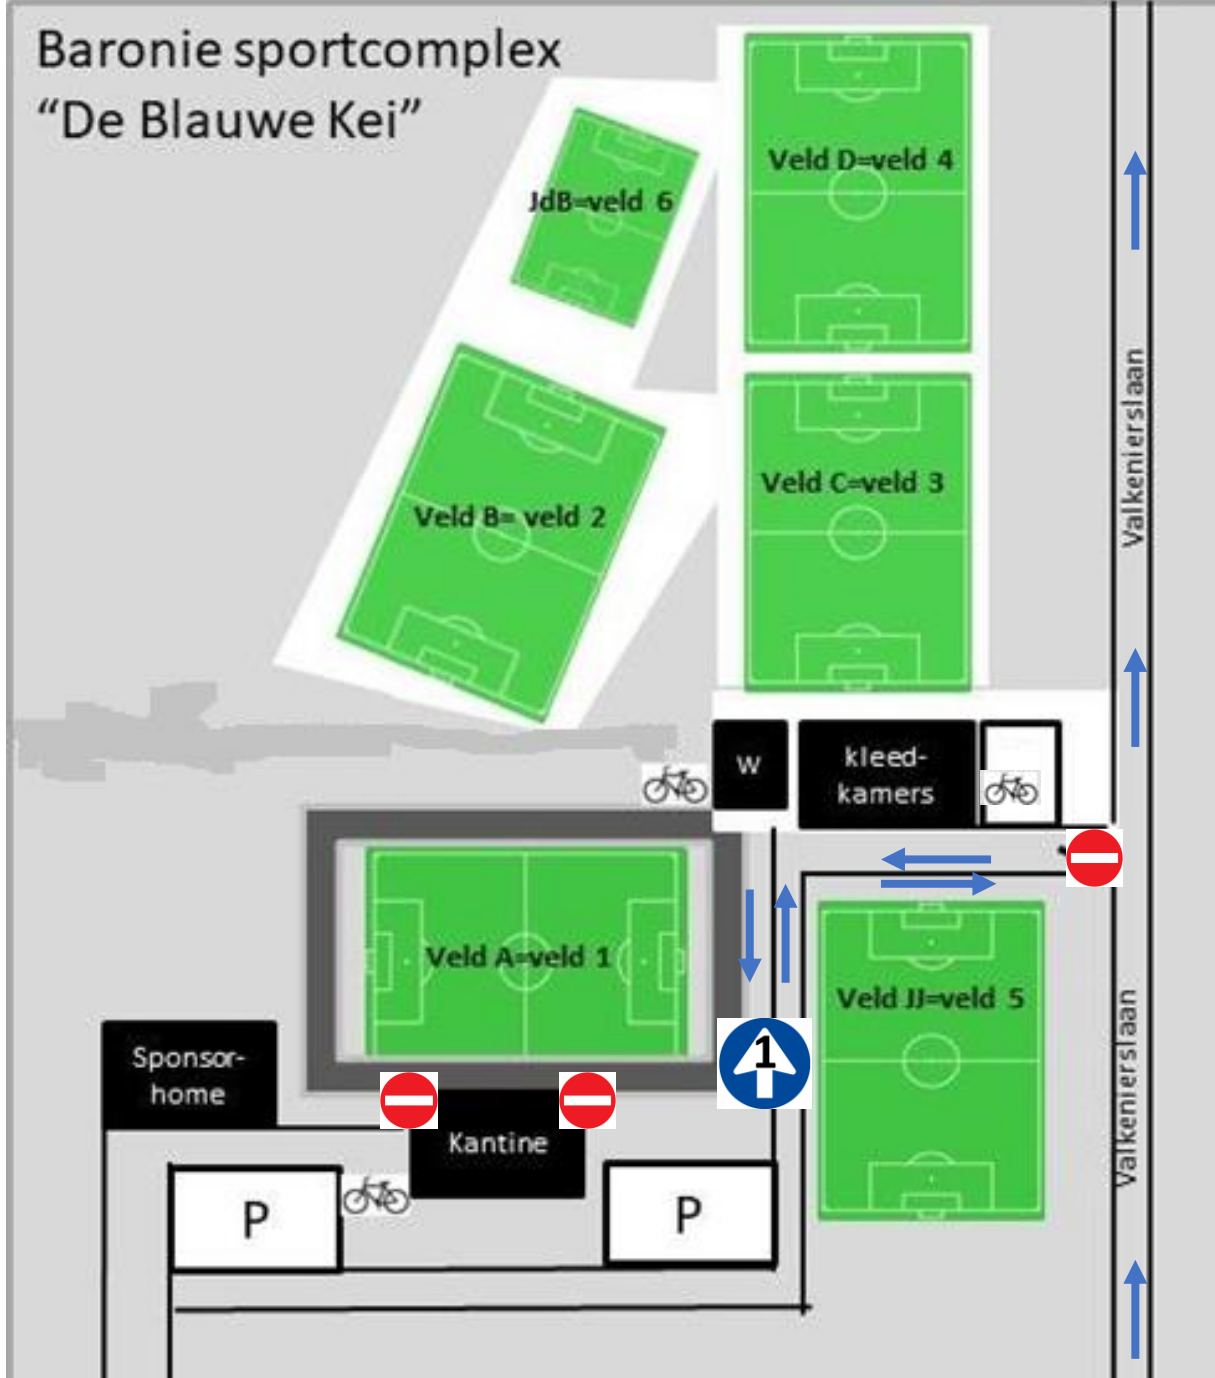 Baronie sportcomplex
“De Blauwe Kei”
Veld D=veld 4
JdB=veld 6
Veld C=veld 3
Veld B= veld 2
Valkenierslaan
W
kleed-
kamers
Veld A=veld 1
Veld JJ=veld 5
1
Sponsor-
home
Kantine
Valkenierslaan
P
P